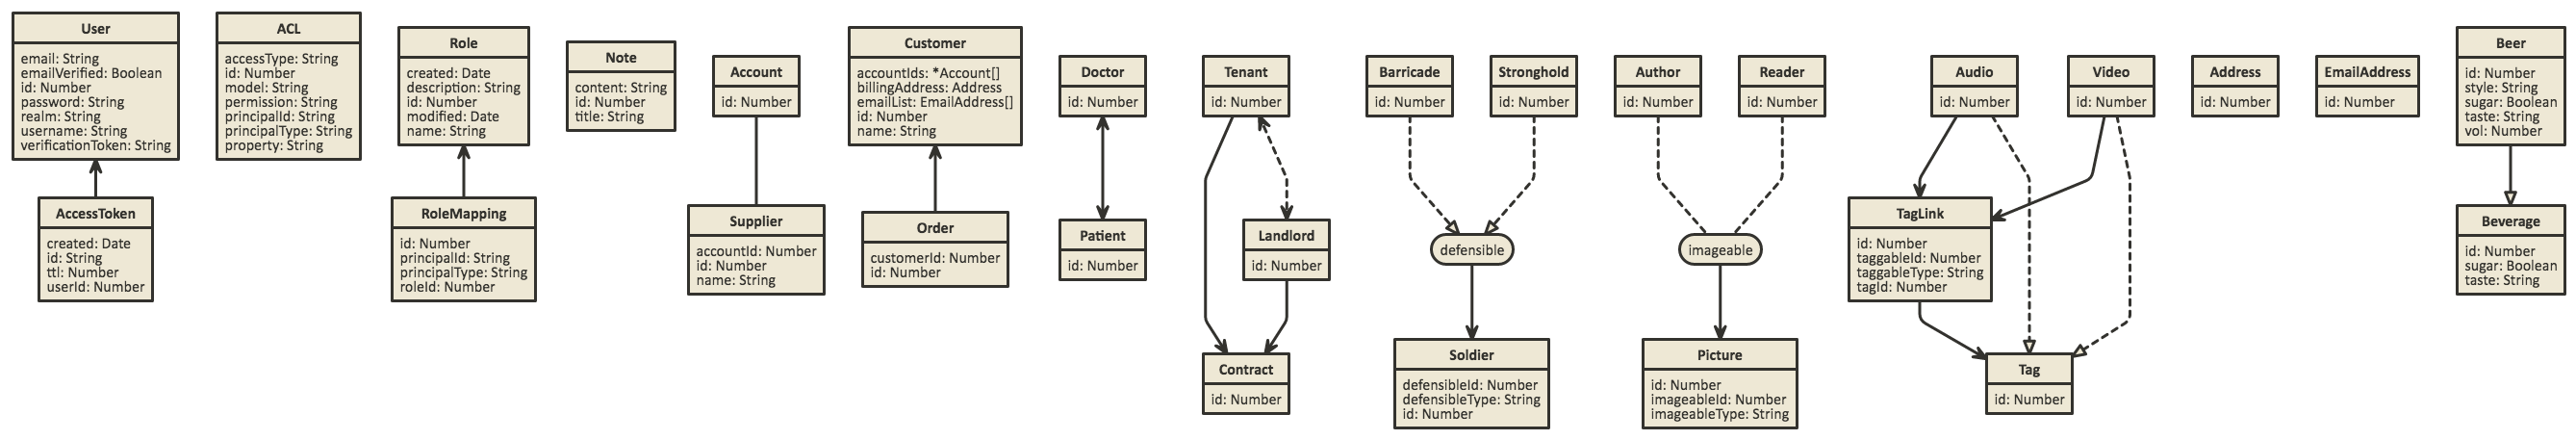 User
email: String
emailVerified: Boolean
id: Number
password: String
realm: String
username: String
verificationToken: String
AccessToken
created: Date
id: String
ttl: Number
userId: Number
ACL
accessType: String
id: Number
model: String
permission: String
principalId: String
principalType: String
property: String
Role
created: Date
description: String
id: Number
modified: Date
name: String
RoleMapping
id: Number
principalId: String
principalType: String
roleId: Number
Note
content: String
id: Number
title: String
Account
id: Number
Supplier
accountId: Number
id: Number
name: String
Customer
accountIds: *Account[]
billingAddress: Address
emailList: EmailAddress[]
id: Number
name: String
Order
customerId: Number
id: Number
Doctor
id: Number
Patient
id: Number
Tenant
id: Number
Landlord
id: Number
Contract
id: Number
Barricade
id: Number
Stronghold
id: Number
defensible
Soldier
defensibleId: Number
defensibleType: String
id: Number
Author
id: Number
Reader
id: Number
imageable
Picture
id: Number
imageableId: Number
imageableType: String
Audio
id: Number
Video
id: Number
TagLink
id: Number
taggableId: Number
taggableType: String
tagId: Number
Tag
id: Number
Address
id: Number
EmailAddress
id: Number
Beer
id: Number
style: String
sugar: Boolean
taste: String
vol: Number
Beverage
id: Number
sugar: Boolean
taste: String